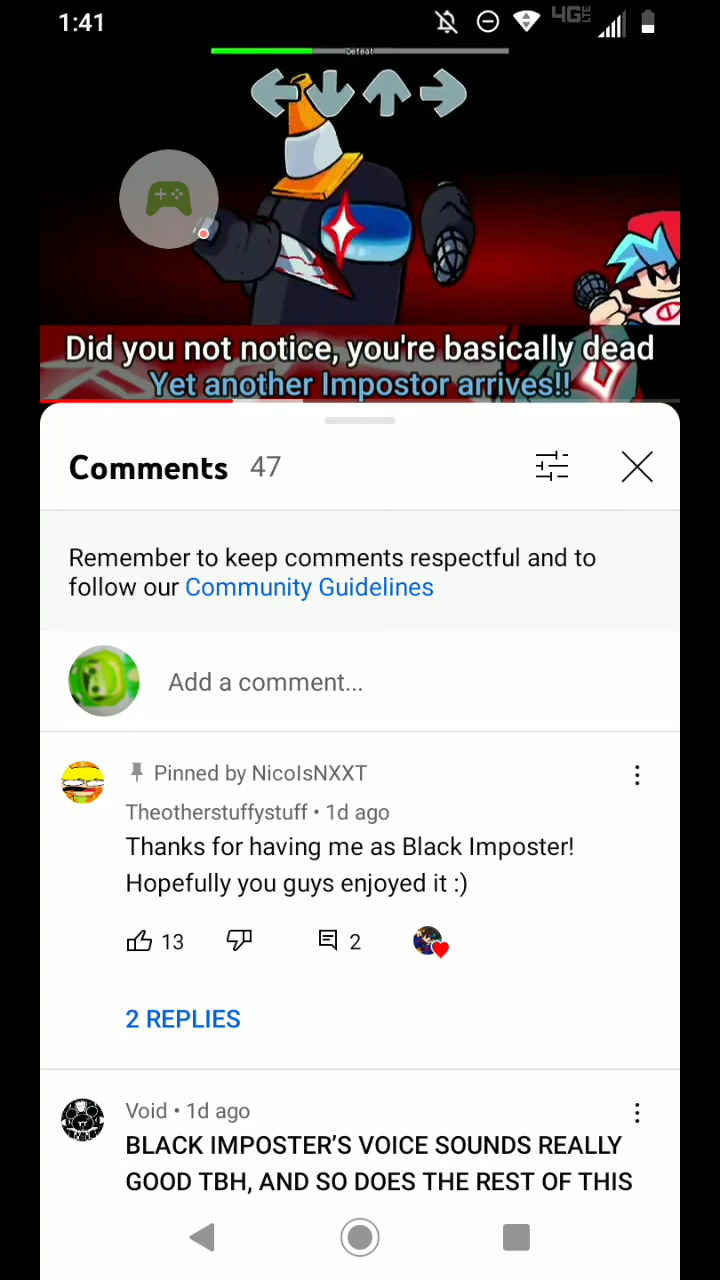 1:41
4G LTE
Defeat
Did you not notice, you're basically dead
Yet another Impostor arrives!!
Comments 47
Remember to keep comments respectful and to
follow our Community Guidelines
Add a comment...
Pinned by NicolsNXXT
Theotherstuffystuff • 1d ago
Thanks for having me as Black Imposter!
Hopefully you guys enjoyed it :)
13
2
2 REPLIES
Void • 1d ago
BLACK IMPOSTER’S VOICE SOUNDS REALLY
GOOD TBH, AND SO DOES THE REST OF THIS